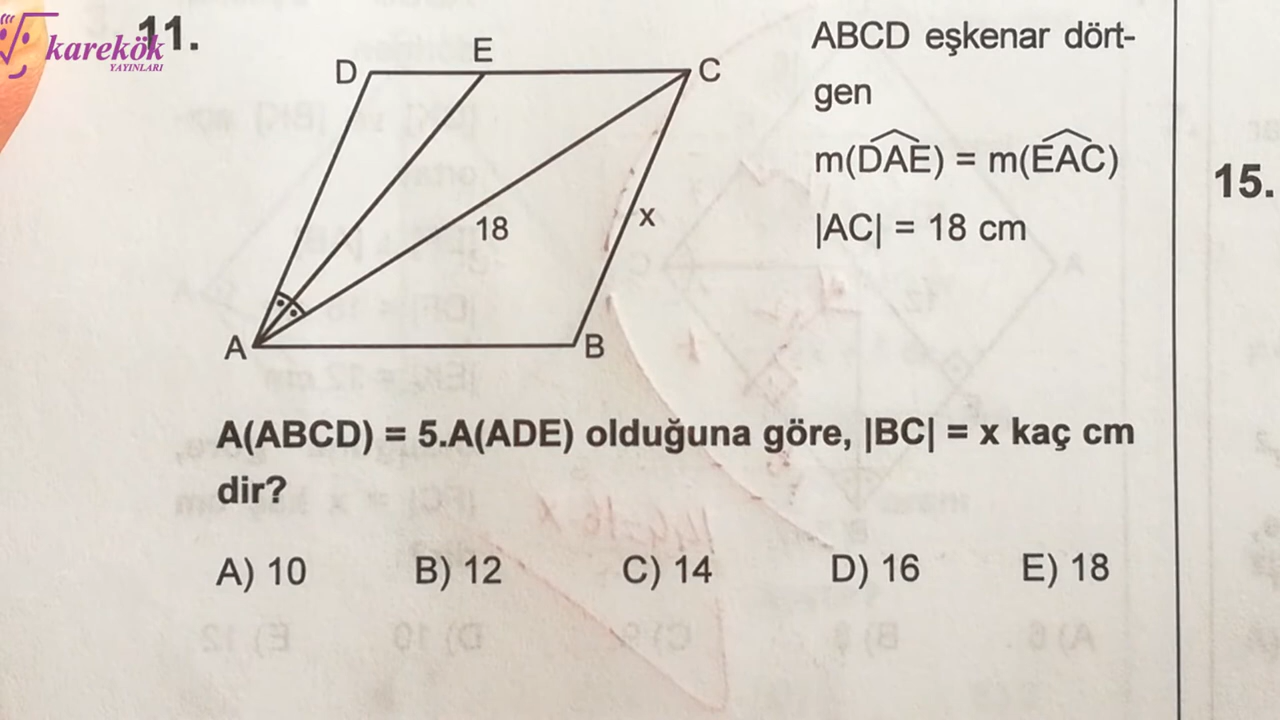 karekök
YAYINLARI
11.
D
E
C
18
x
A
B
ABCD eşkenar dört-
gen
m(DAE) = m(EAC)
|AC| = 18 cm
15.
A(ABCD) = 5.A(ADE) olduğuna göre, |BC| = x kaç cm
dir?
A) 10 B) 12 C) 14 D) 16 E) 18